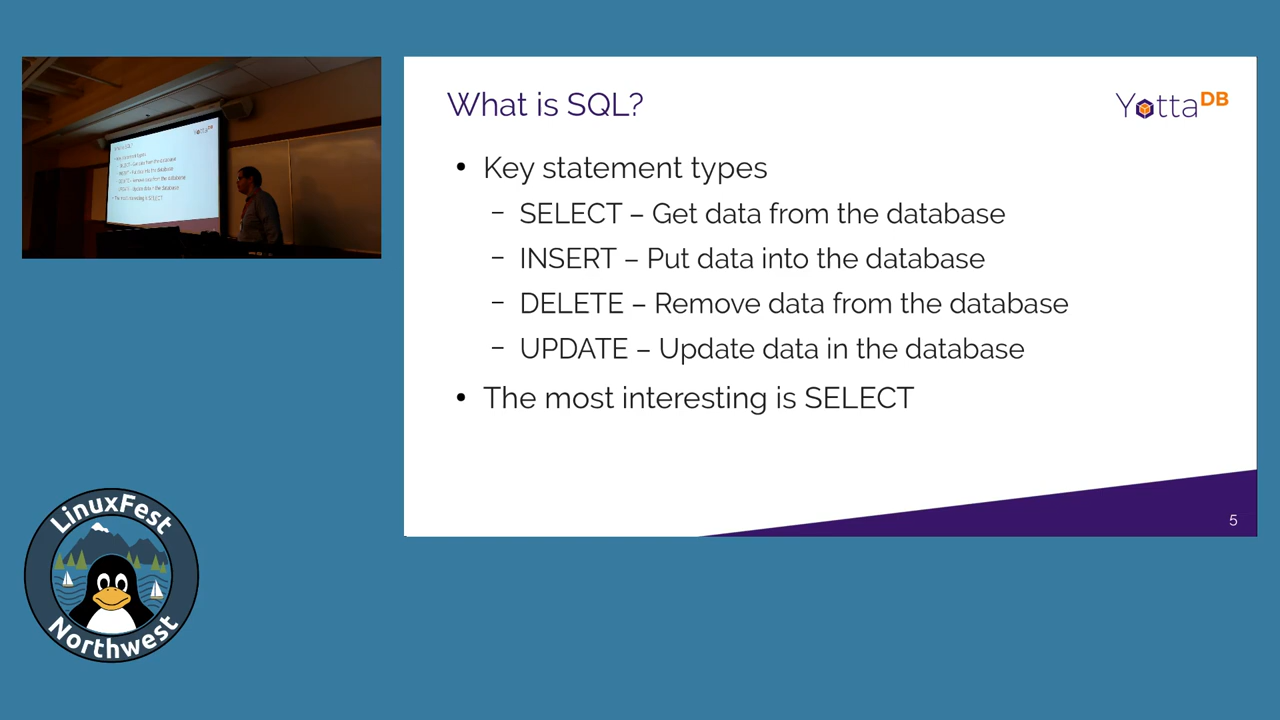 What is SQL?
YottaDB
• Key statement types
– SELECT – Get data from the database
– INSERT – Put data into the database
– DELETE – Remove data from the database
– UPDATE – Update data in the database
• The most interesting is SELECT
5
LinuxFest
Northwest